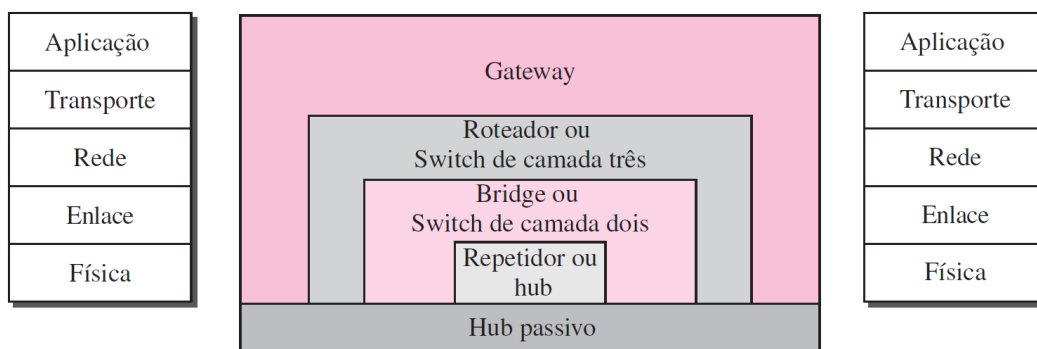 Aplicação
Transporte
Rede
Enlace
Física
Gateway
Roteador ou
Switch de camada três
Bridge ou
Switch de camada dois
Repetidor ou
hub
Hub passivo
Aplicação
Transporte
Rede
Enlace
Física